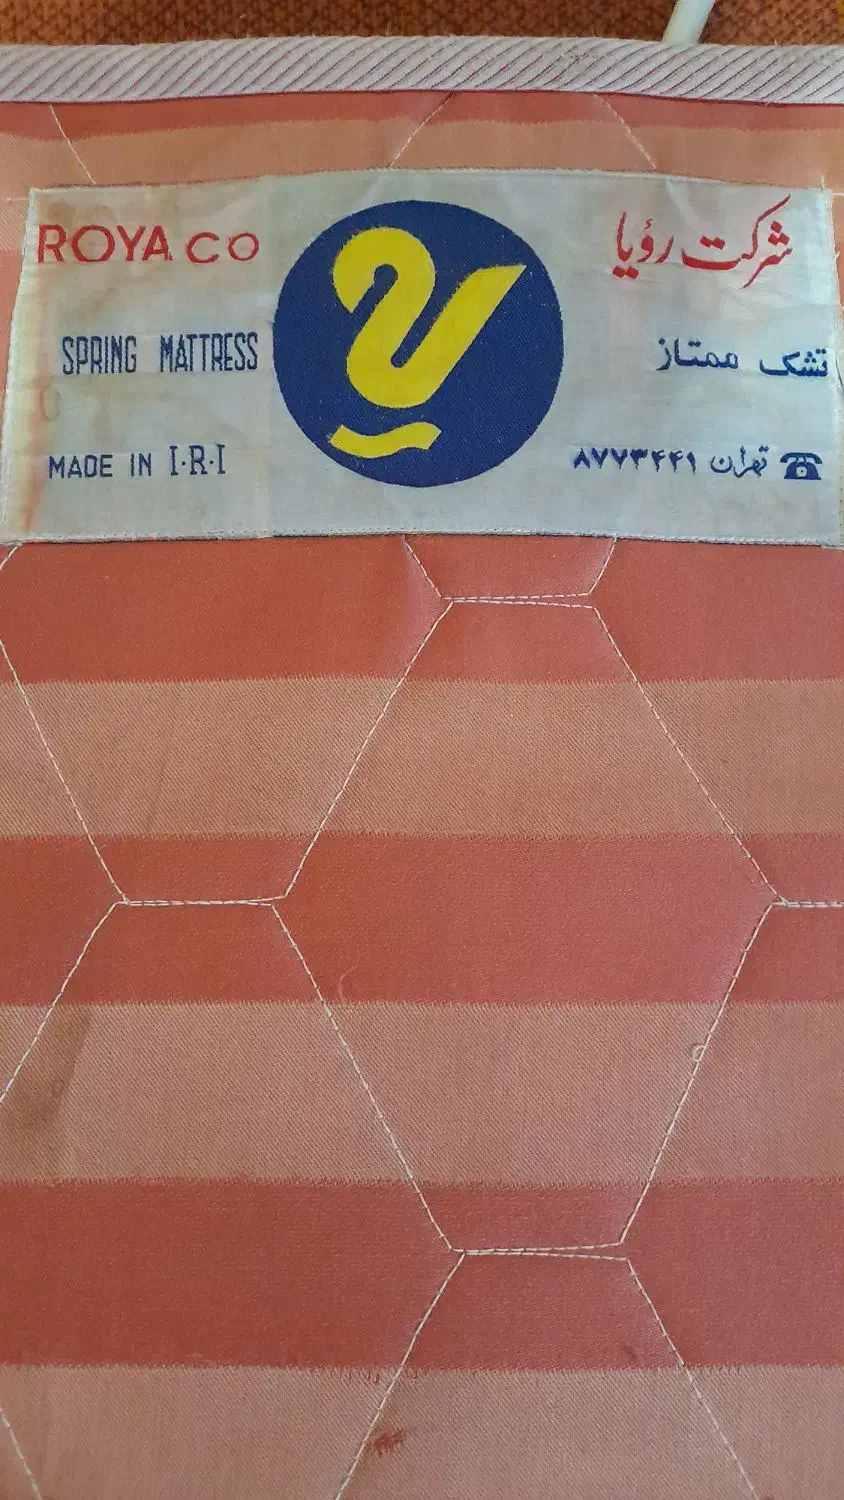 ROYA CO
SPRING MATTRESS
MADE IN I·R·I
شرکت رؤیا
تشک ممتاز
تهران ۸۷۷۳۴۴۱